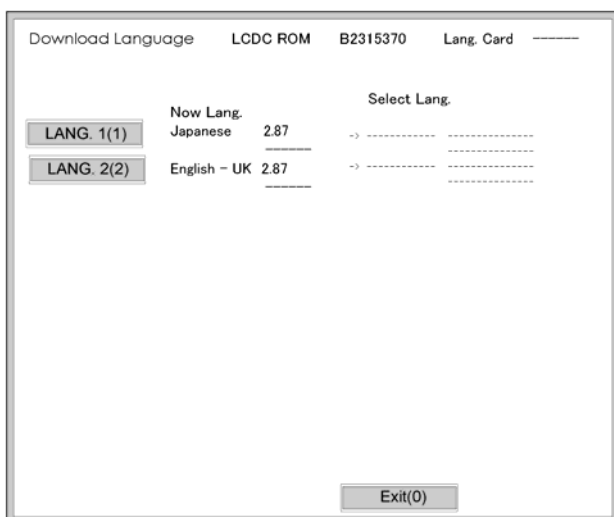 Download Language LCDC ROM B2315370 Lang. Card ------
Select Lang.
Now Lang.
LANG. 1(1) Japanese 2.87 -> ----------- --------------
------ --------------
LANG. 2(2) English - UK 2.87 -> ----------- --------------
------ --------------
Exit(0)